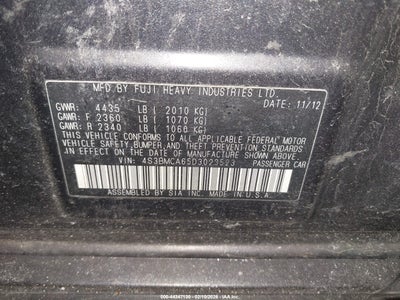 MFD.BY FUJI HEAVY INDUSTRIES LTD.
DATE: 11/12
GVWR: 4435 LB ( 2010 KG)
GAWR: F 2360 LB ( 1070 KG)
GAWR: R 2340 LB ( 1060 KG)
THIS VEHICLE CONFORMS TO ALL APPLICABLE FEDERAL MOTOR
VEHICLE SAFETY,BUMPER,AND THEFT PREVENTION STANDARDS
IN EFFECT ON THE DATE OF MANUFACTURE SHOWN ABOVE.
VIN: 4S3BMCA65D3023523 PASSENGER CAR
ASSEMBLED BY SIA INC. MADE IN U.S.A.